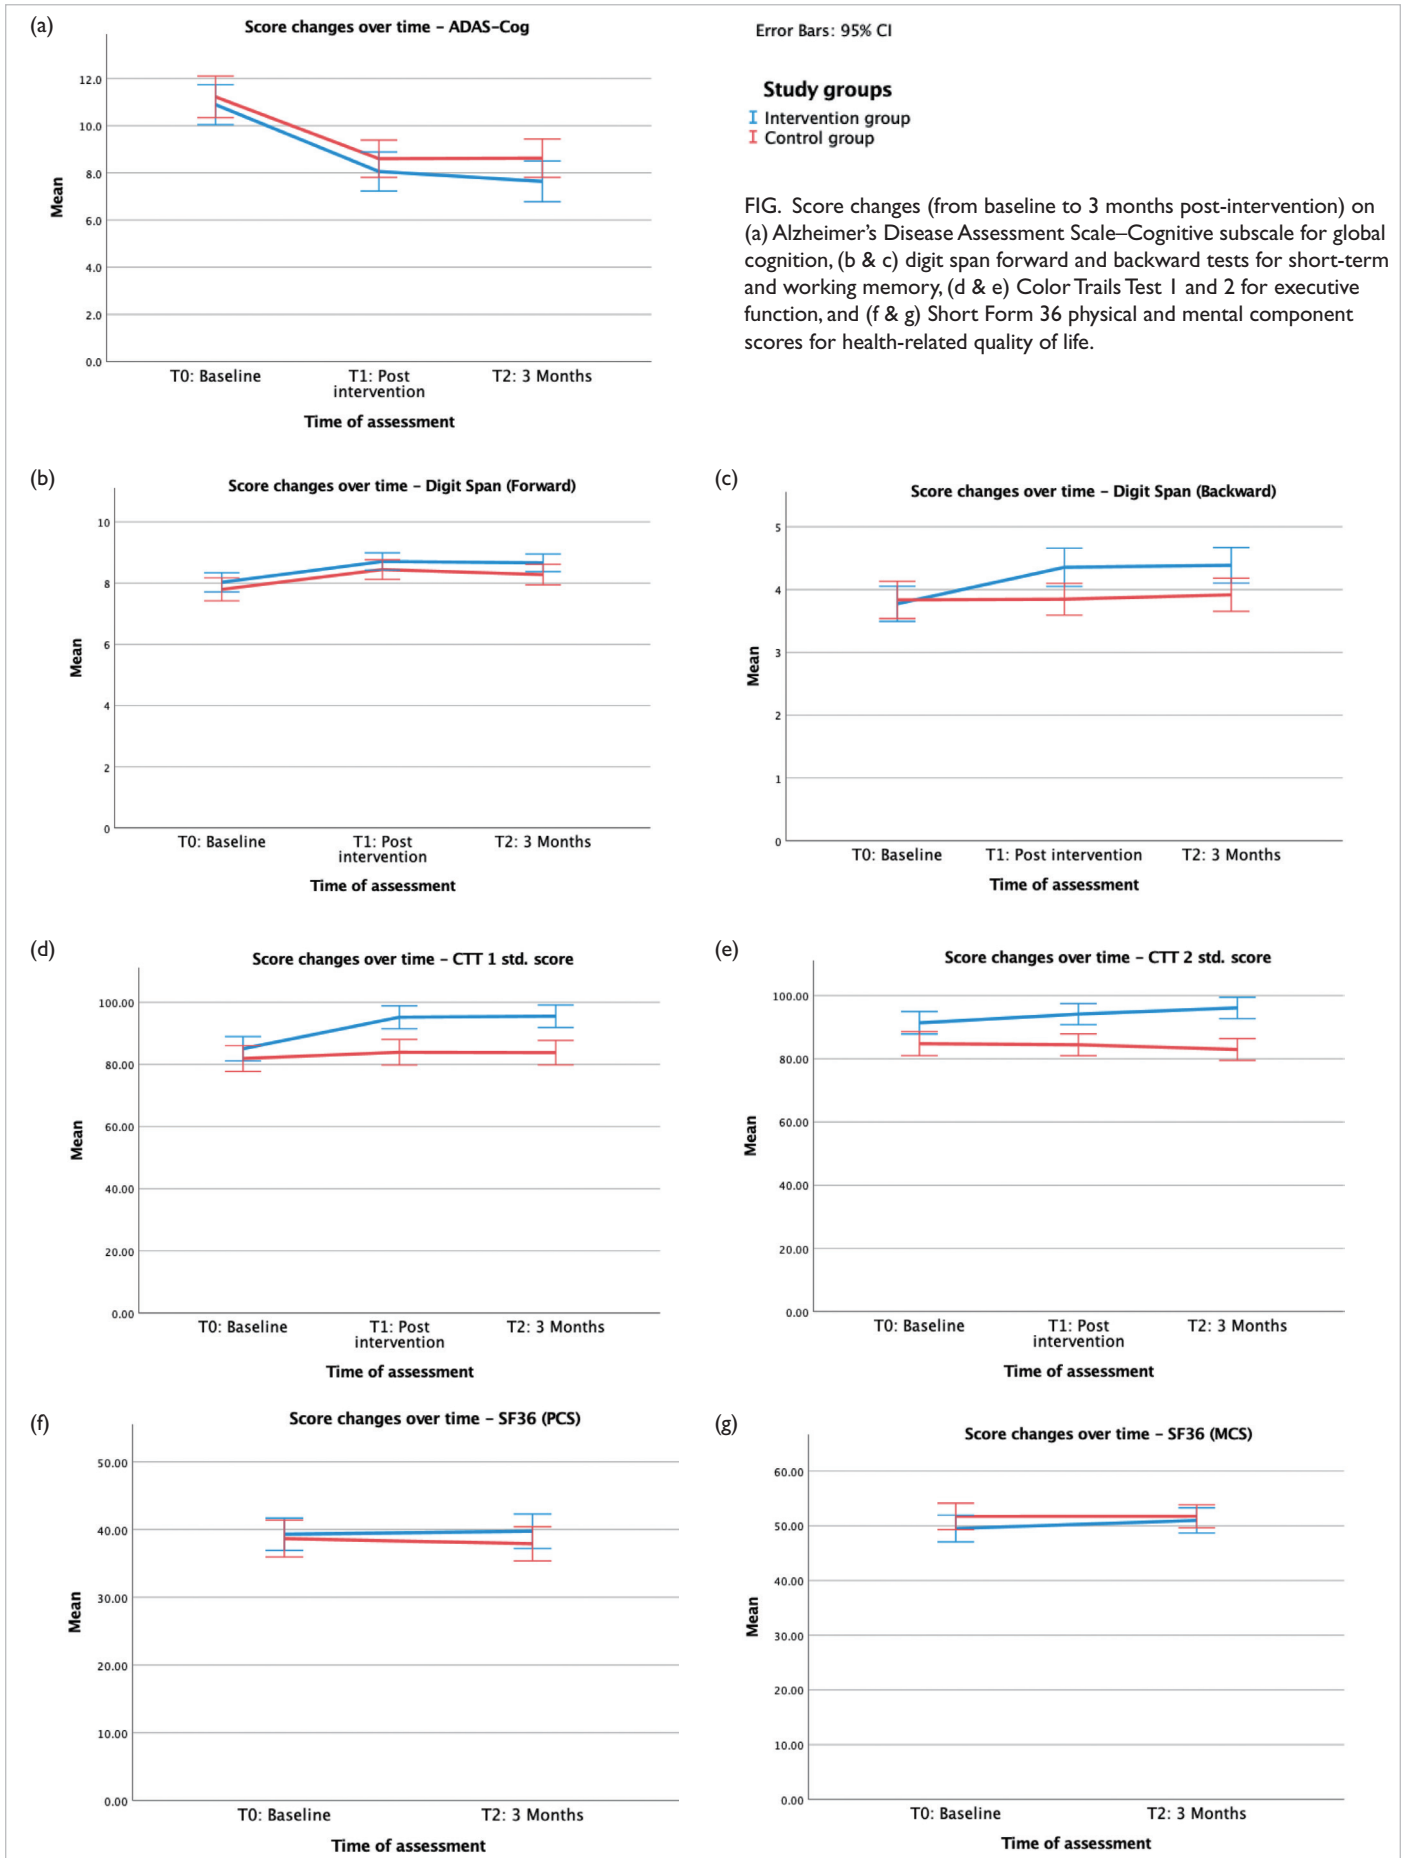 (a)
Score changes over time – ADAS-Cog
Mean
12.0
10.0
8.0
6.0
4.0
2.0
0.0
T0: Baseline
T1: Post
intervention
T2: 3 Months
Time of assessment
Error Bars: 95% CI
Study groups
Intervention group
Control group
FIG. Score changes (from baseline to 3 months post-intervention) on
(a) Alzheimer's Disease Assessment Scale–Cognitive subscale for global
cognition, (b & c) digit span forward and backward tests for short-term
and working memory, (d & e) Color Trails Test 1 and 2 for executive
function, and (f & g) Short Form 36 physical and mental component
scores for health-related quality of life.
(b)
Score changes over time – Digit Span (Forward)
Mean
10
8
6
4
2
0
T0: Baseline
T1: Post
intervention
T2: 3 Months
Time of assessment
(c)
Score changes over time – Digit Span (Backward)
Mean
5
4
3
2
1
0
T0: Baseline
T1: Post intervention
T2: 3 Months
Time of assessment
(d)
Score changes over time – CTT 1 std. score
Mean
100.00
80.00
60.00
40.00
20.00
0.00
T0: Baseline
T1: Post
intervention
T2: 3 Months
Time of assessment
(e)
Score changes over time – CTT 2 std. score
Mean
100.00
80.00
60.00
40.00
20.00
0.00
T0: Baseline
T1: Post
intervention
T2: 3 Months
Time of assessment
(f)
Score changes over time – SF36 (PCS)
Mean
50.00
40.00
30.00
20.00
10.00
0.00
T0: Baseline
T2: 3 Months
Time of assessment
(g)
Score changes over time – SF36 (MCS)
Mean
60.00
50.00
40.00
30.00
20.00
10.00
0.00
T0: Baseline
T2: 3 Months
Time of assessment